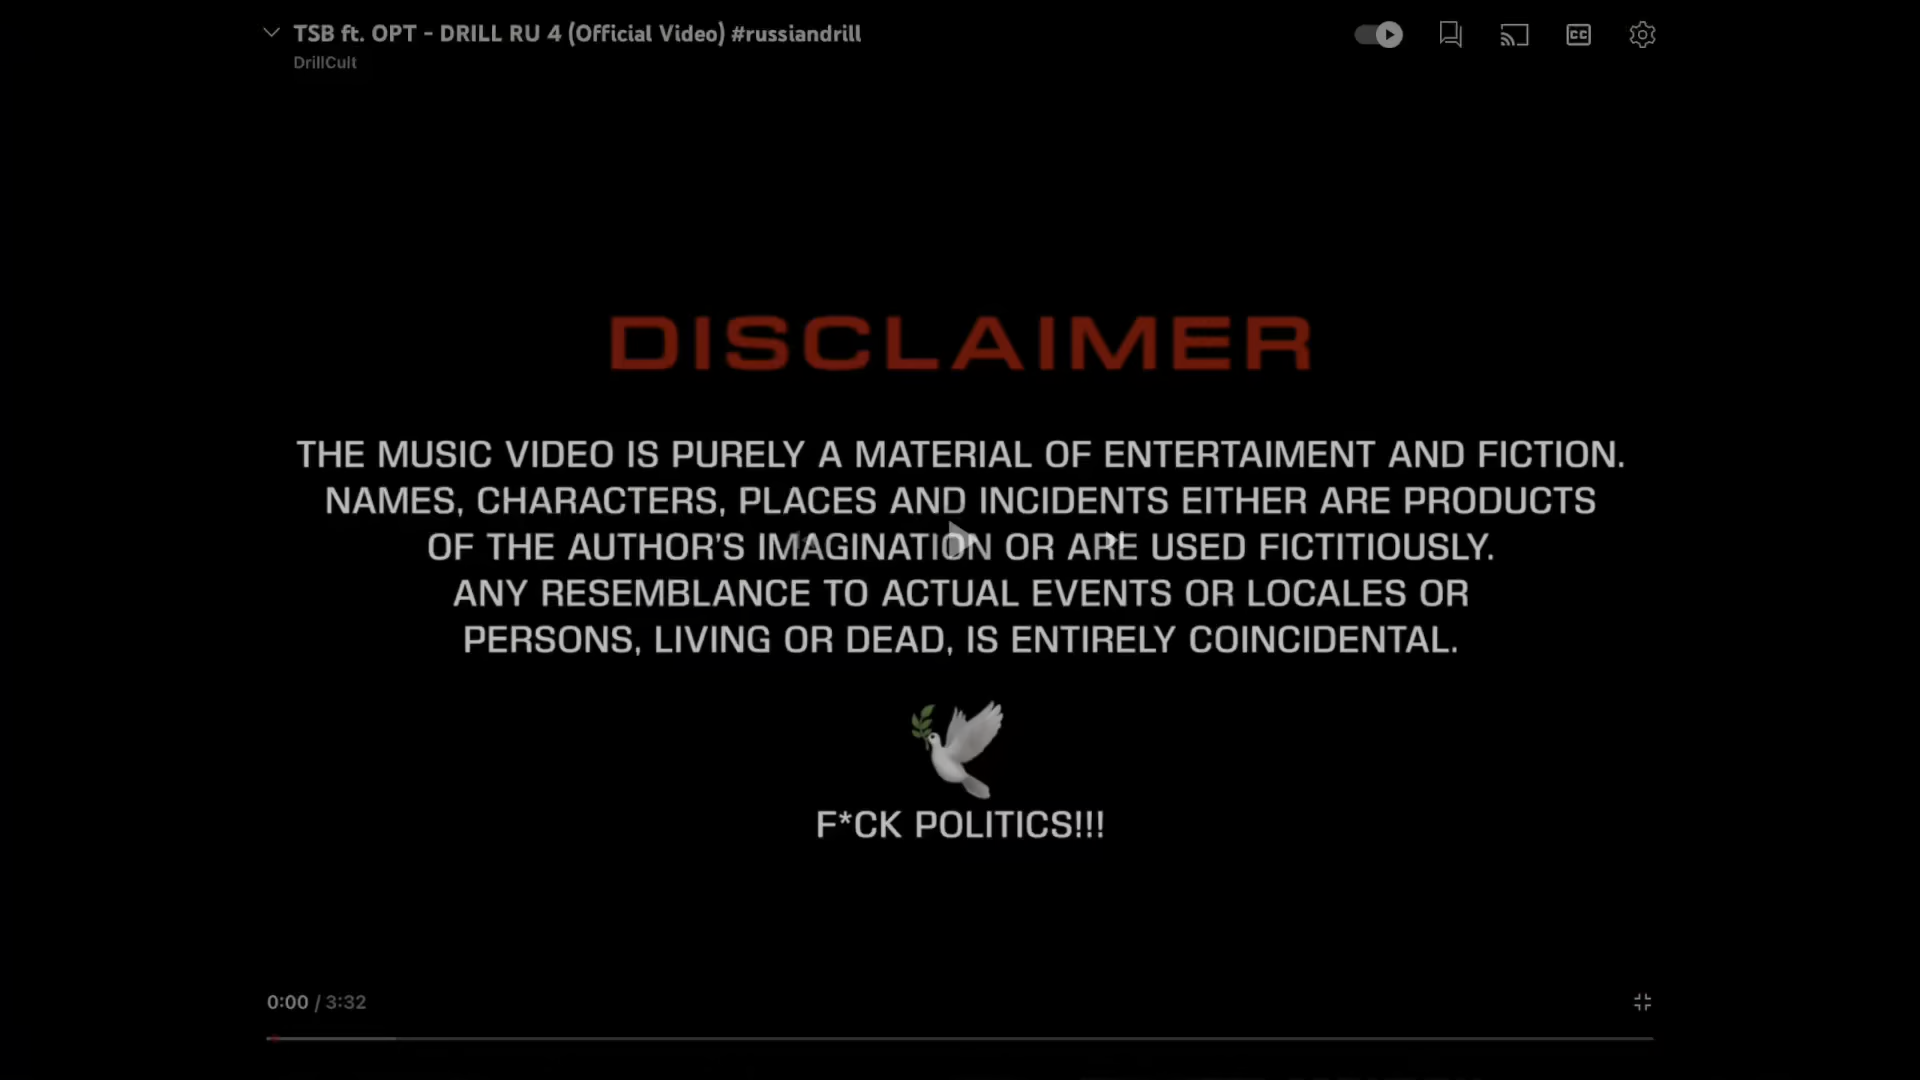 TSB ft. OPT - DRILL RU 4 (Official Video) #russiandrill
DrillCult
CC
DISCLAIMER
THE MUSIC VIDEO IS PURELY A MATERIAL OF ENTERTAIMENT AND FICTION.
NAMES, CHARACTERS, PLACES AND INCIDENTS EITHER ARE PRODUCTS
OF THE AUTHOR'S IMAGINATION OR ARE USED FICTITIOUSLY.
ANY RESEMBLANCE TO ACTUAL EVENTS OR LOCALES OR
PERSONS, LIVING OR DEAD, IS ENTIRELY COINCIDENTAL.
F*CK POLITICS!!!
0:00 / 3:32